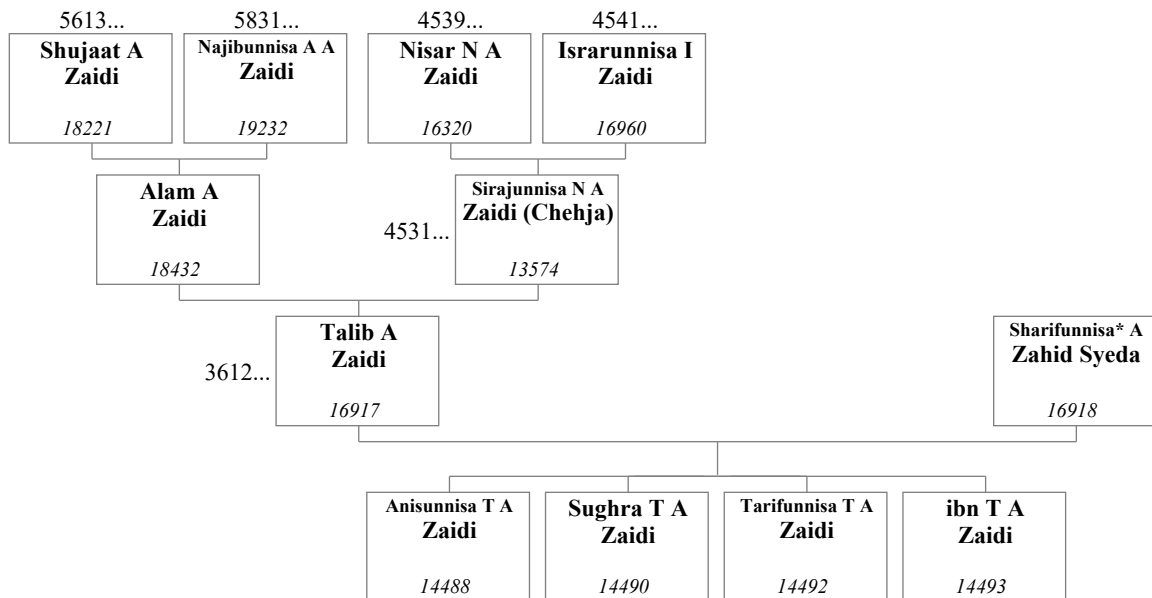 5613...
5831...
4539...
4541...
Shujaat A
Zaidi
18221
Najibunnisa A A
Zaidi
19232
Nisar N A
Zaidi
16320
Israrunnisa I
Zaidi
16960
Alam A
Zaidi
18432
4531...
Sirajunnisa N A
Zaidi (Chehja)
13574
3612...
Talib A
Zaidi
16917
Sharifunnisa* A
Zahid Syeda
16918
Anisunnisa T A
Zaidi
14488
Sughra T A
Zaidi
14490
Tarifunnisa T A
Zaidi
14492
ibn T A
Zaidi
14493